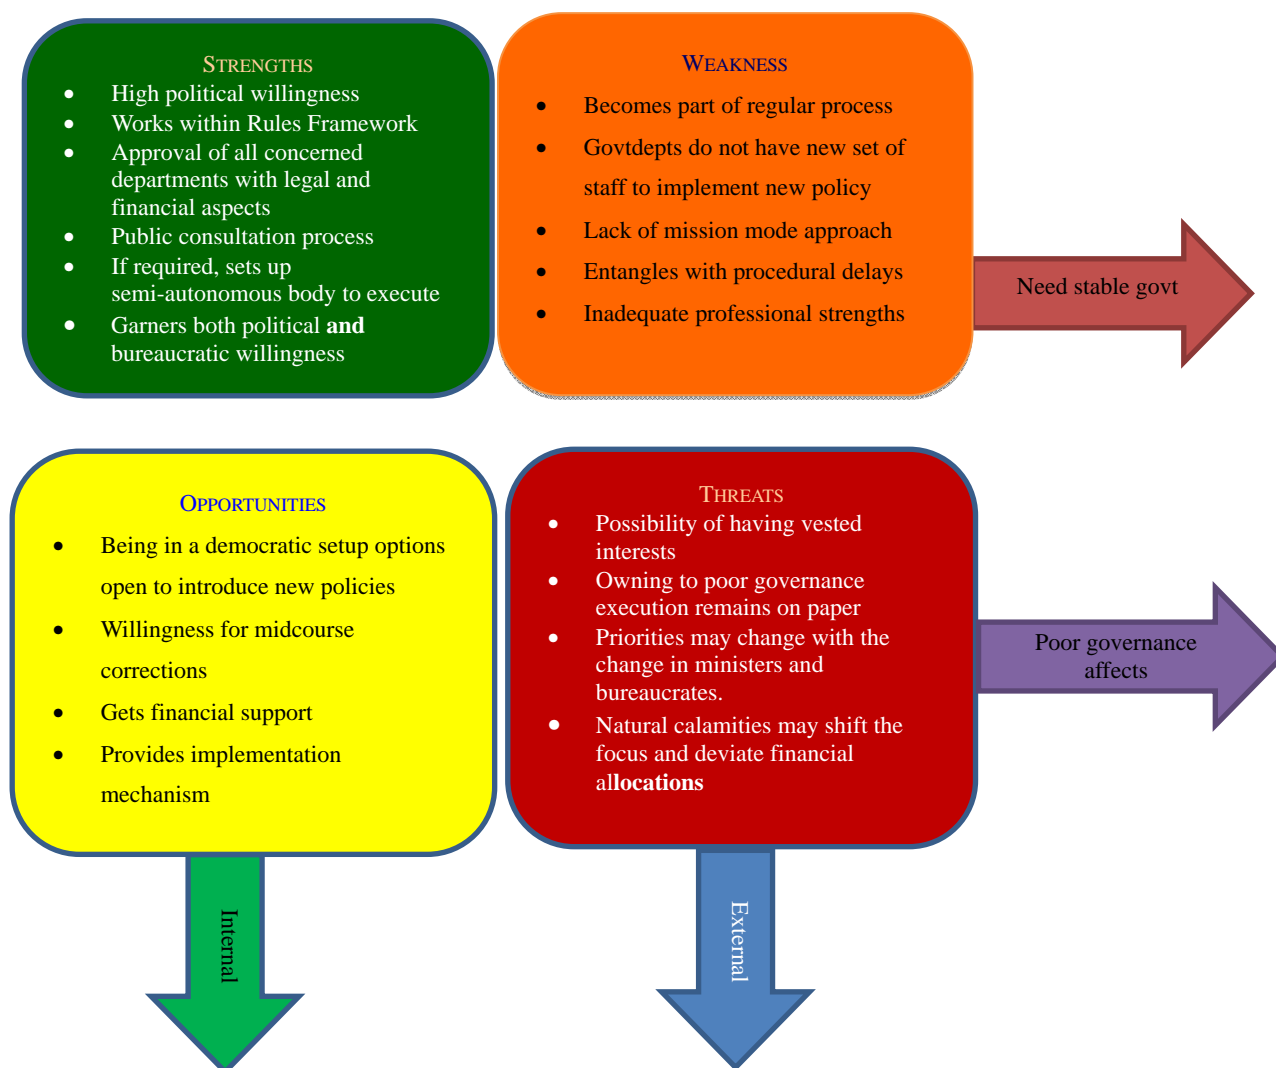 STRENGTHS
• High political willingness
• Works within Rules Framework
• Approval of all concerned
departments with legal and
financial aspects
• Public consultation process
• If required, sets up
semi-autonomous body to execute
• Garners both political and
bureaucratic willingness
WEAKNESS
• Becomes part of regular process
• Govtdepts do not have new set of
staff to implement new policy
• Lack of mission mode approach
• Entangles with procedural delays
• Inadequate professional strengths
Need stable govt
OPPORTUNITIES
• Being in a democratic setup options
open to introduce new policies
• Willingness for midcourse
corrections
• Gets financial support
• Provides implementation
mechanism
THREATS
• Possibility of having vested
interests
• Owning to poor governance
execution remains on paper
• Priorities may change with the
change in ministers and
bureaucrates.
• Natural calamities may shift the
focus and deviate financial
allocations
Poor governance
affects
Internal
External